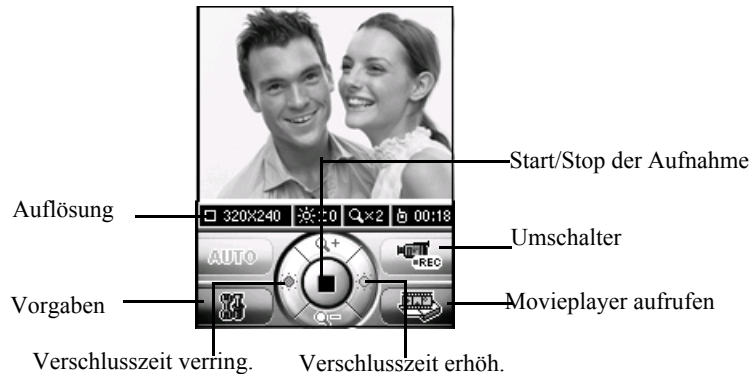 Start/Stop der Aufnahme
Auflösung
320X240 :±0 ×2 00:18
Umschalter
AUTO
REC
Vorgaben
Movieplayer aufrufen
Verschlusszeit verring.
Verschlusszeit erhöh.